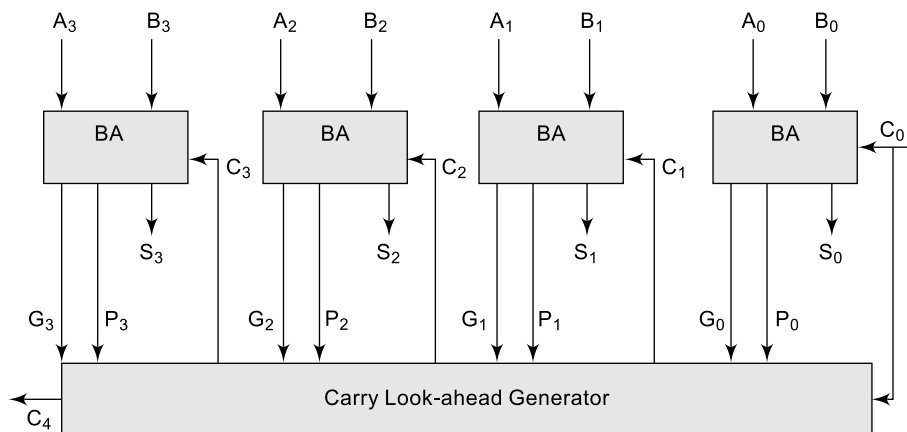 A₃ B₃ A₂ B₂ A₁ B₁ A₀ B₀
BA BA BA BA
C₃ C₂ C₁ C₀
S₃ S₂ S₁ S₀
G₃ P₃ G₂ P₂ G₁ P₁ G₀ P₀
Carry Look-ahead Generator
C₄